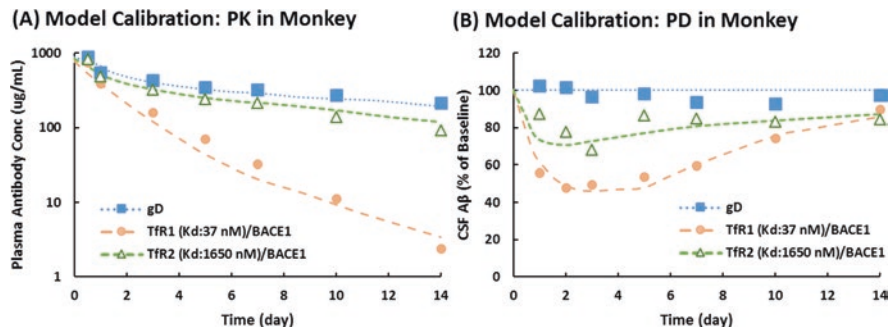 (A) Model Calibration: PK in Monkey
Plasma Antibody Conc (ug/mL)
1000
100
10
1
gD
TfR1 (Kd:37 nM)/BACE1
TfR2 (Kd:1650 nM)/BACE1
0 2 4 6 8 10 12 14
Time (day)
(B) Model Calibration: PD in Monkey
CSF Aβ (% of Baseline)
120
100
80
60
40
20
0
gD
TfR1 (Kd:37 nM)/BACE1
TfR2 (Kd:1650 nM)/BACE1
0 2 4 6 8 10 12 14
Time (day)